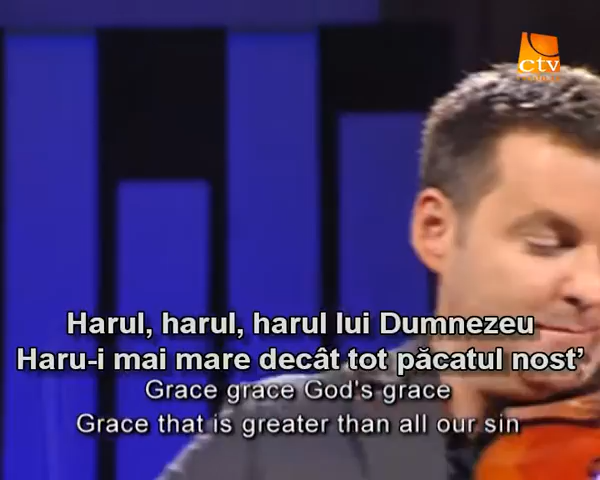 ctv
Harul, harul, harul lui Dumnezeu
Haru-i mai mare decât tot păcatul nost'
Grace grace God's grace
Grace that is greater than all our sin